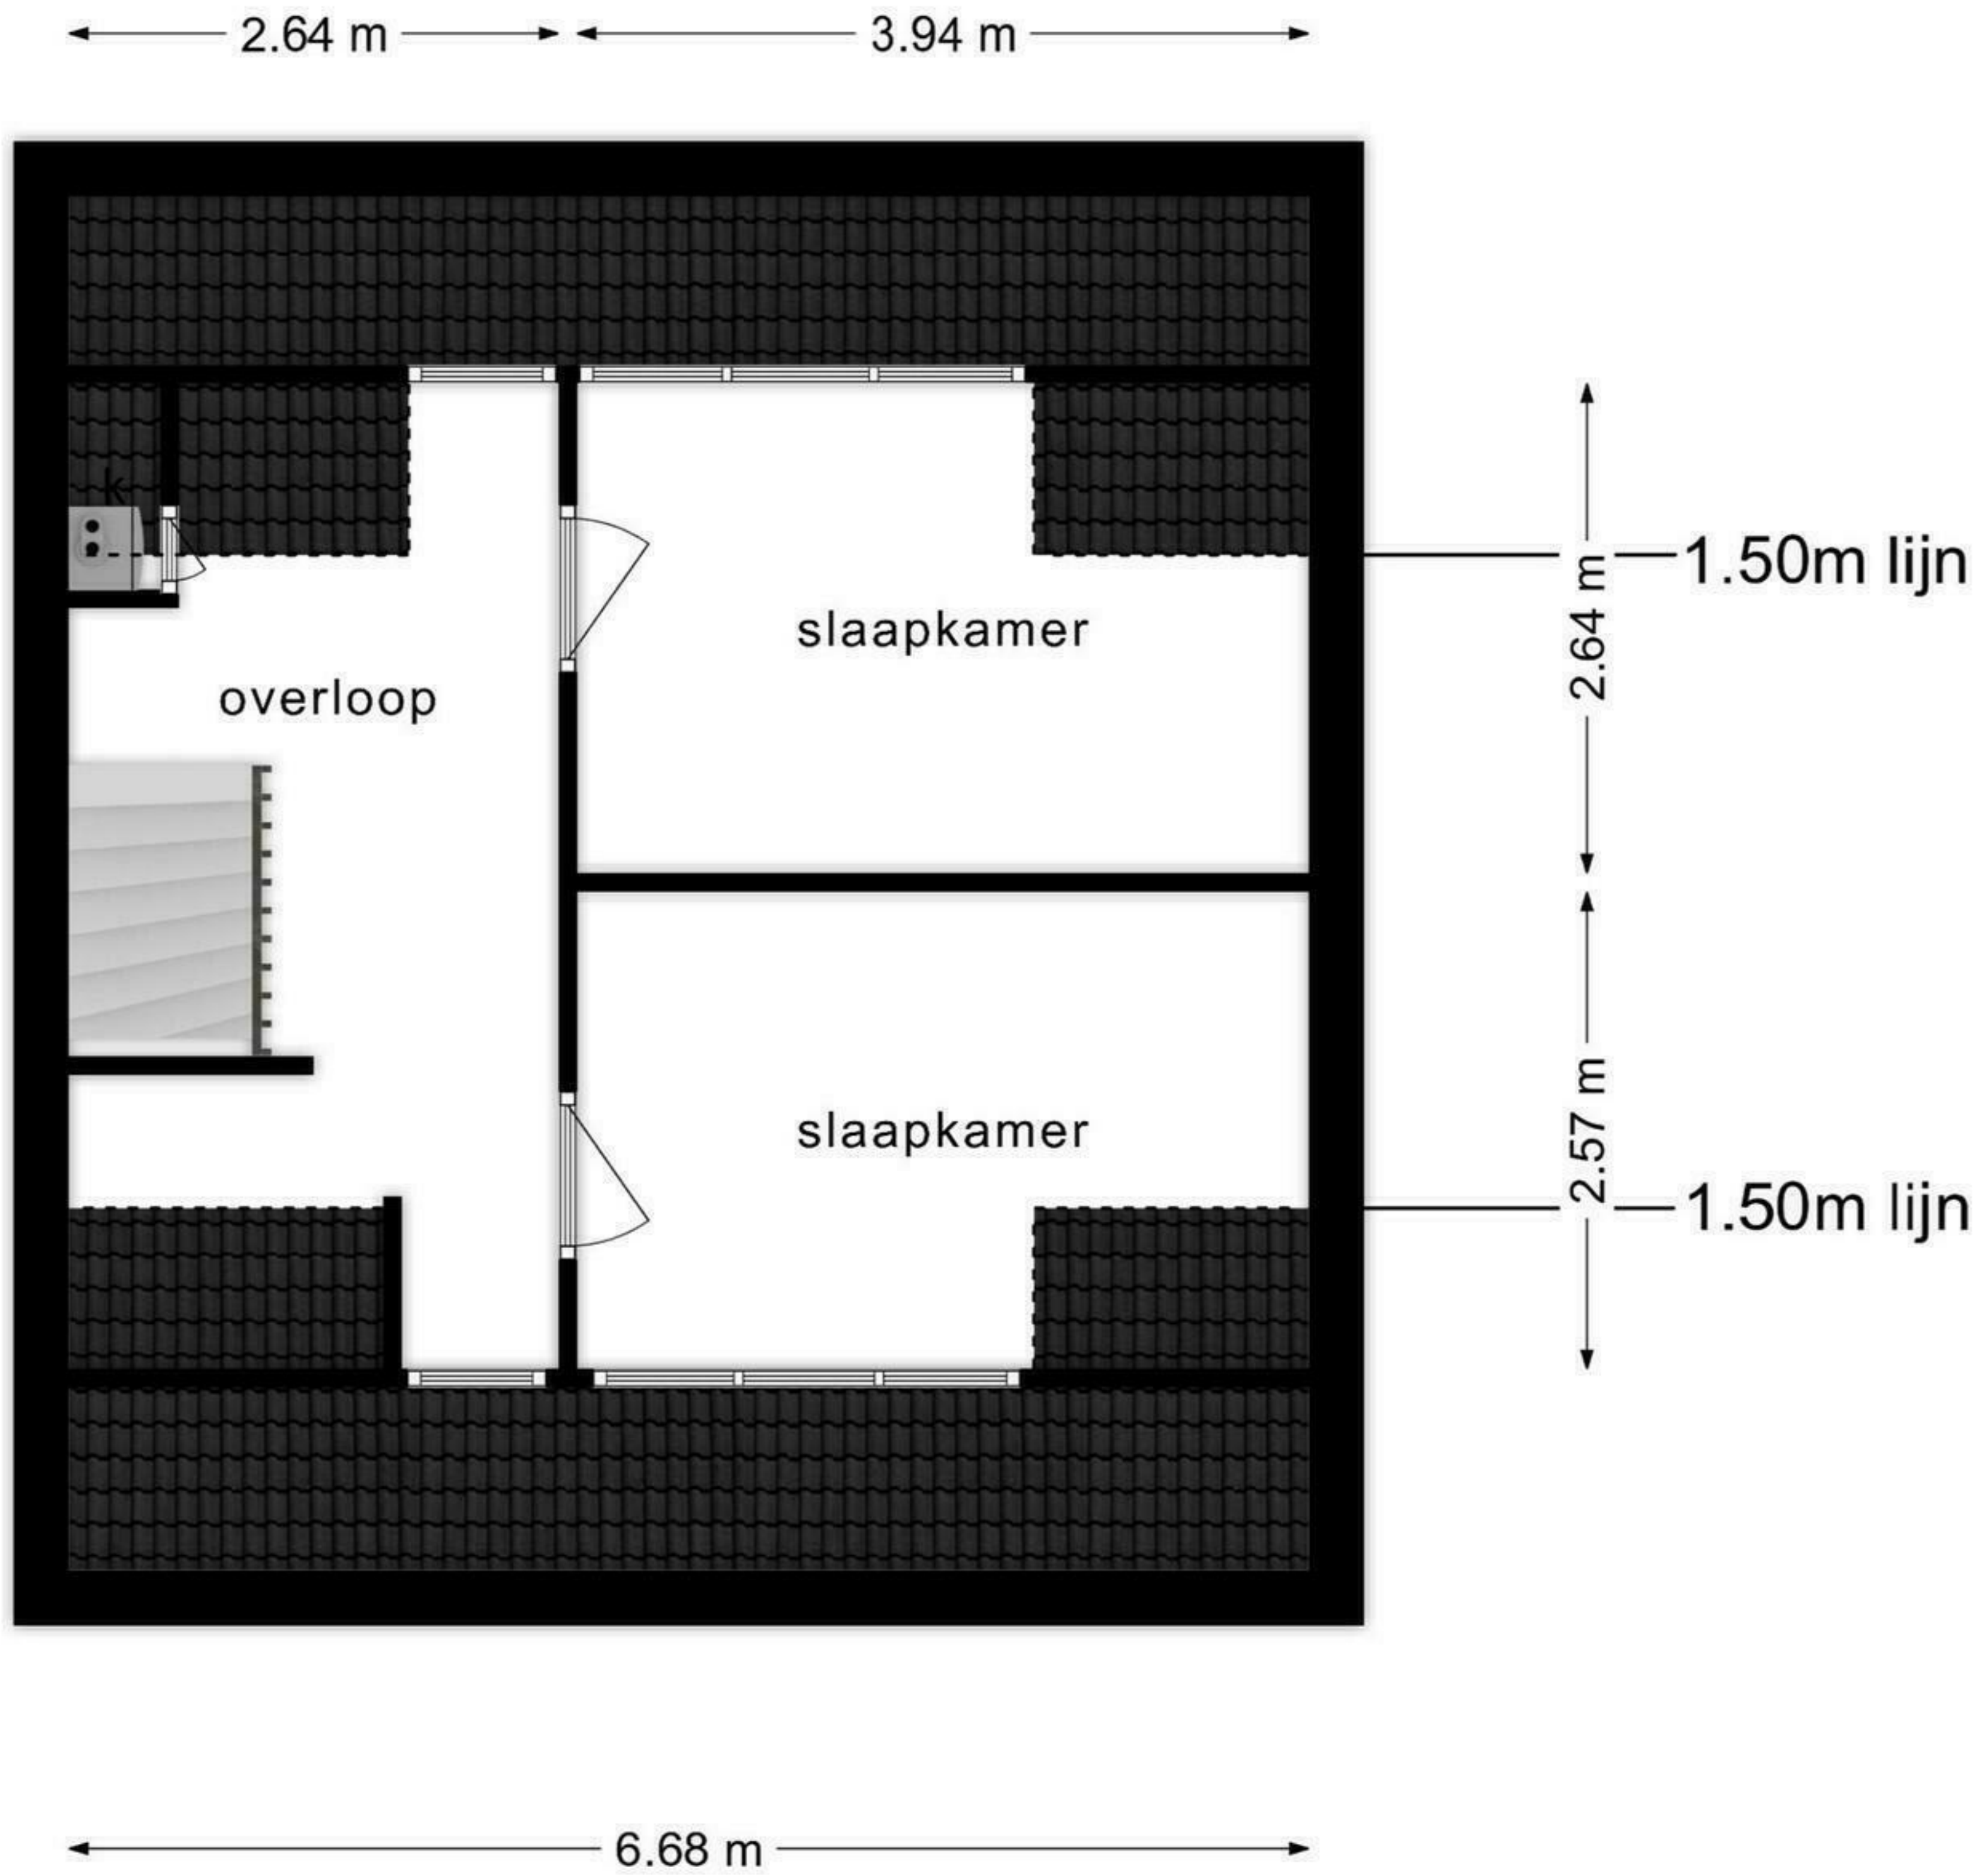 2.64 m
3.94 m
k
1.50m lijn
2.64 m
slaapkamer
overloop
slaapkamer
2.57 m
1.50m lijn
6.68 m